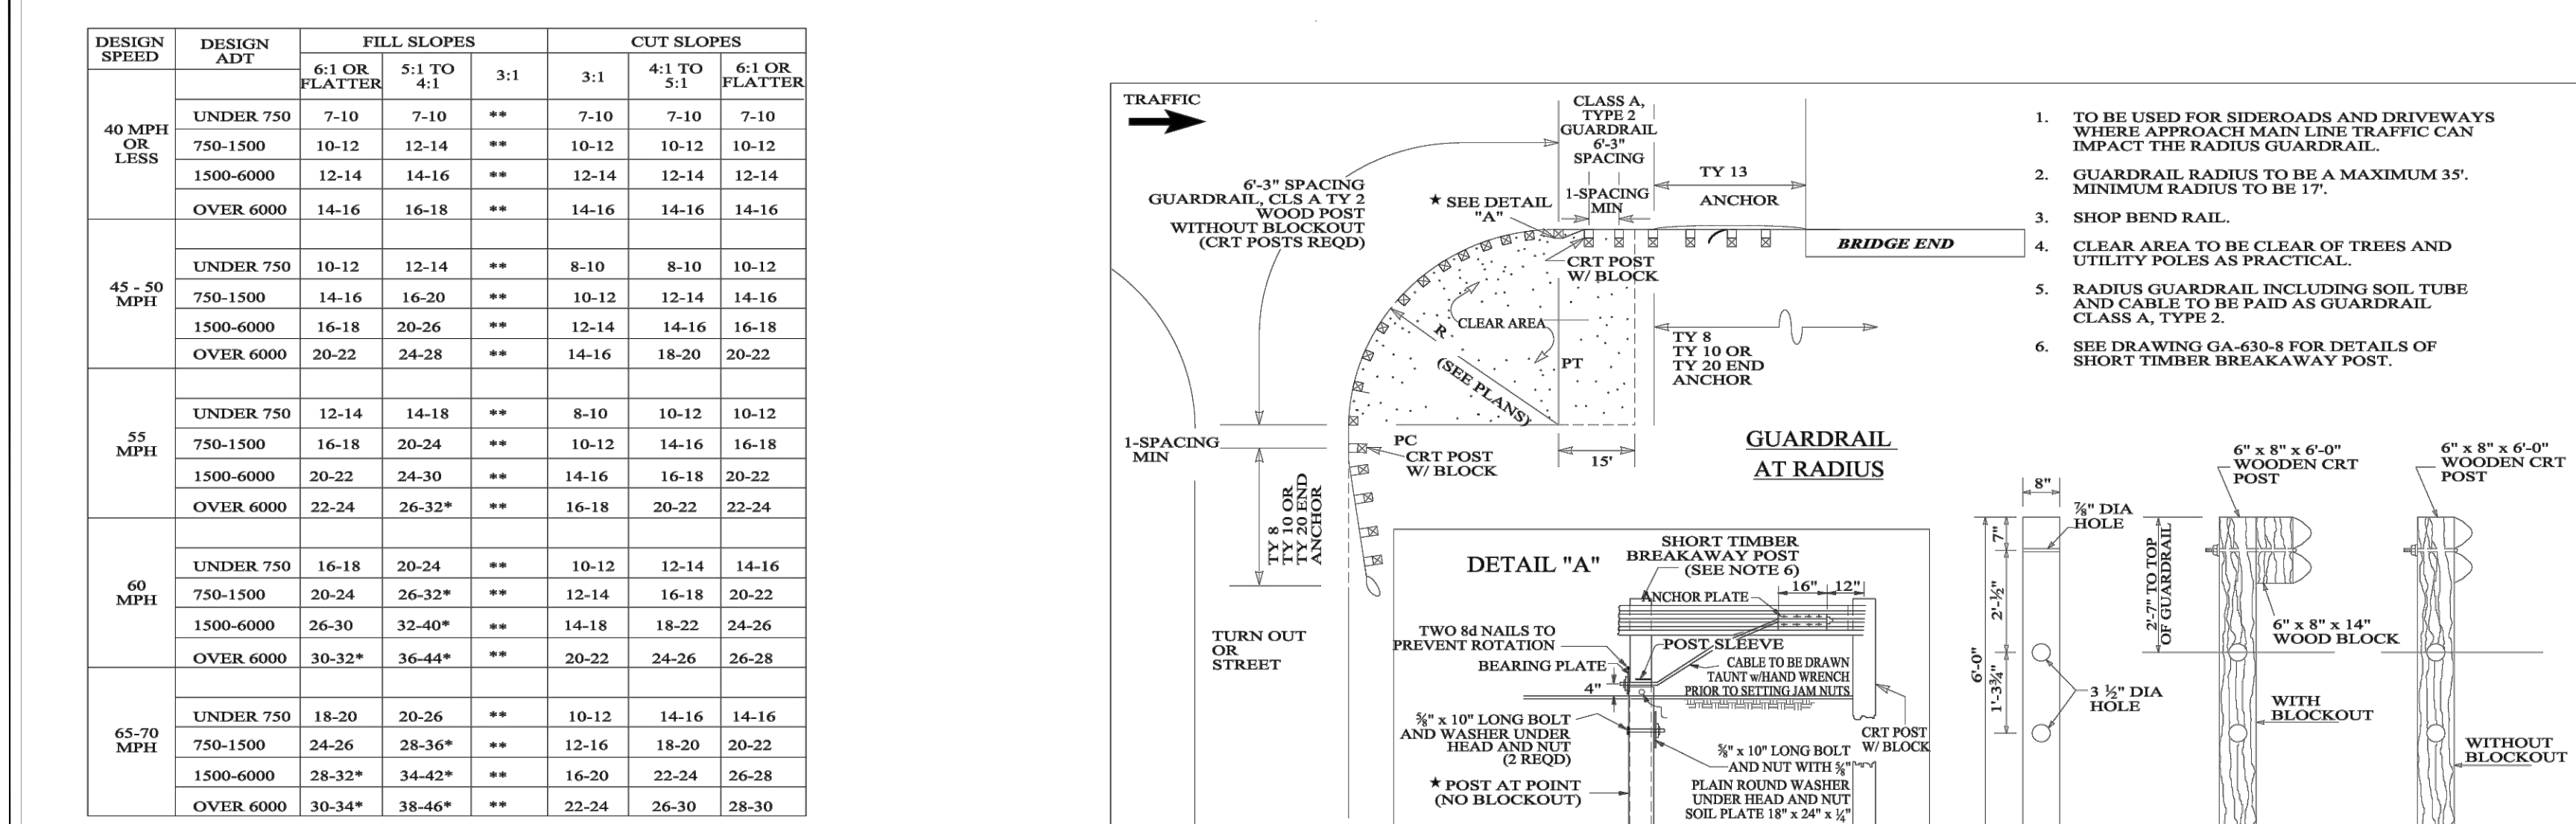 DESIGN SPEED DESIGN ADT FILL SLOPES CUT SLOPES
6:1 OR FLATTER 5:1 TO 4:1 3:1 3:1 4:1 TO 5:1 6:1 OR FLATTER
40 MPH OR LESS
UNDER 750 7-10 7-10 ** 7-10 7-10 7-10
750-1500 10-12 12-14 ** 10-12 10-12 10-12
1500-6000 12-14 14-16 ** 12-14 12-14 12-14
OVER 6000 14-16 16-18 ** 14-16 14-16 14-16
45 - 50 MPH
UNDER 750 10-12 12-14 ** 8-10 8-10 10-12
750-1500 14-16 16-20 ** 10-12 12-14 14-16
1500-6000 16-18 20-26 ** 12-14 14-16 16-18
OVER 6000 20-22 24-28 ** 14-16 18-20 20-22
55 MPH
UNDER 750 12-14 14-18 ** 8-10 10-12 10-12
750-1500 16-18 20-24 ** 10-12 14-16 16-18
1500-6000 20-22 24-30 ** 14-16 16-18 20-22
OVER 6000 22-24 26-32* ** 16-18 20-22 22-24
60 MPH
UNDER 750 16-18 20-24 ** 10-12 12-14 14-16
750-1500 20-24 26-32* ** 12-14 16-18 20-22
1500-6000 26-30 32-40* ** 14-18 18-22 24-26
OVER 6000 30-32* 36-44* ** 20-22 24-26 26-28
65-70 MPH
UNDER 750 18-20 20-26 ** 10-12 14-16 14-16
750-1500 24-26 28-36* ** 12-16 18-20 20-22
1500-6000 28-32* 34-42* ** 16-20 22-24 26-28
OVER 6000 30-34* 38-46* ** 22-24 26-30 28-30
TRAFFIC
CLASS A,
TYPE 2
GUARDRAIL
6'-3"
SPACING
1-SPACING
MIN
TY 13
ANCHOR
6'-3" SPACING
GUARDRAIL, CLS A TY 2
WOOD POST
WITHOUT BLOCKOUT
(CRT POSTS REQD)
★ SEE DETAIL
"A"
BRIDGE END
CRT POST
W/ BLOCK
CLEAR AREA
R
(SEE PLANS)
PT
TY 8
TY 10 OR
TY 20 END
ANCHOR
1-SPACING
MIN
PC
CRT POST
W/ BLOCK
15'
GUARDRAIL
AT RADIUS
TY 8
TY 10 OR
TY 20 END
ANCHOR
TURN OUT
OR
STREET
DETAIL "A"
SHORT TIMBER
BREAKAWAY POST
(SEE NOTE 6)
16" 12"
ANCHOR PLATE
TWO 8d NAILS TO
PREVENT ROTATION
POST SLEEVE
BEARING PLATE
CABLE TO BE DRAWN
TAUNT w/HAND WRENCH
PRIOR TO SETTING JAM NUTS
4"
⅝" x 10" LONG BOLT
AND WASHER UNDER
HEAD AND NUT
(2 REQD)
CRT POST
W/ BLOCK
⅝" x 10" LONG BOLT
AND NUT WITH ⅝"
PLAIN ROUND WASHER
UNDER HEAD AND NUT
SOIL PLATE 18" x 24" x ¼"
★ POST AT POINT
(NO BLOCKOUT)
1. TO BE USED FOR SIDEROADS AND DRIVEWAYS
WHERE APPROACH MAIN LINE TRAFFIC CAN
IMPACT THE RADIUS GUARDRAIL.
2. GUARDRAIL RADIUS TO BE A MAXIMUM 35'.
MINIMUM RADIUS TO BE 17'.
3. SHOP BEND RAIL.
4. CLEAR AREA TO BE CLEAR OF TREES AND
UTILITY POLES AS PRACTICAL.
5. RADIUS GUARDRAIL INCLUDING SOIL TUBE
AND CABLE TO BE PAID AS GUARDRAIL
CLASS A, TYPE 2.
6. SEE DRAWING GA-630-8 FOR DETAILS OF
SHORT TIMBER BREAKAWAY POST.
8"
⅞" DIA
HOLE
7"
2'-½"
1'-3¾"
6'-0"
3 ½" DIA
HOLE
2'-7" TO TOP
OF GUARDRAIL
6" x 8" x 6'-0"
WOODEN CRT
POST
6" x 8" x 14"
WOOD BLOCK
WITH
BLOCKOUT
6" x 8" x 6'-0"
WOODEN CRT
POST
WITHOUT
BLOCKOUT